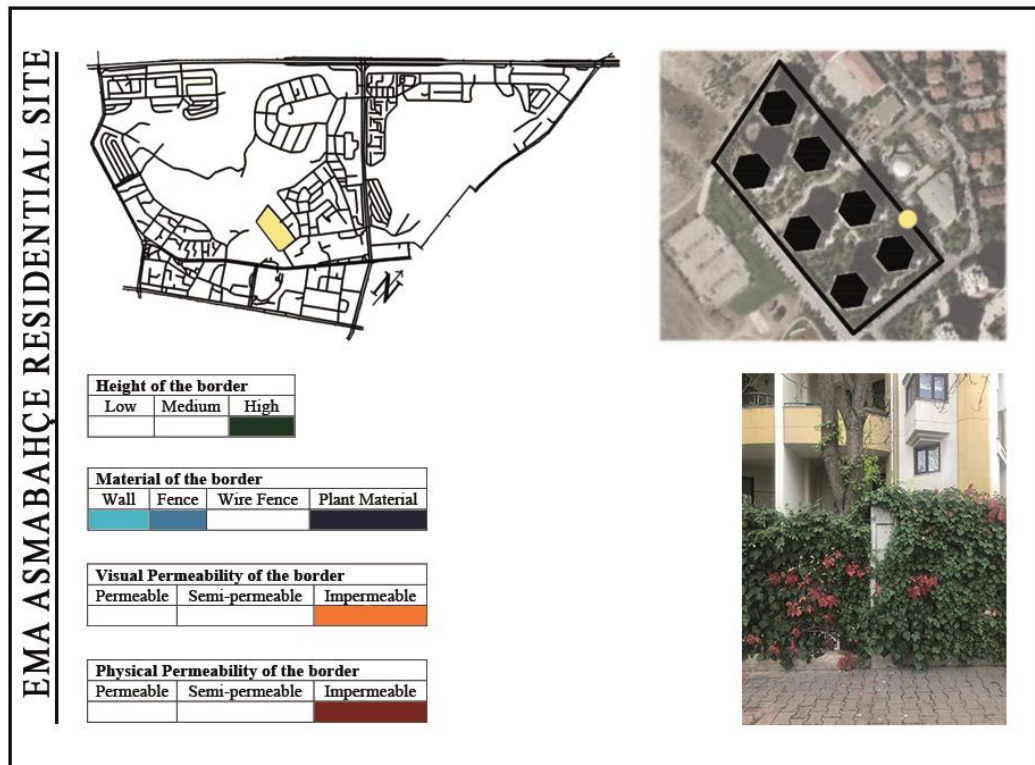 EMA ASMABAHÇE RESIDENTIAL SITE
N
Height of the border
Low Medium High
Material of the border
Wall Fence Wire Fence Plant Material
Visual Permeability of the border
Permeable Semi-permeable Impermeable
Physical Permeability of the border
Permeable Semi-permeable Impermeable